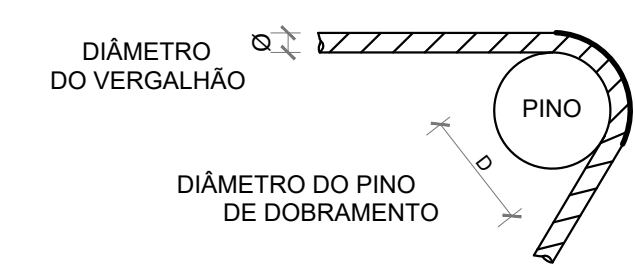 DIÂMETRO
DO VERGALHÃO
Ø
PINO
D
DIÂMETRO DO PINO
DE DOBRAMENTO